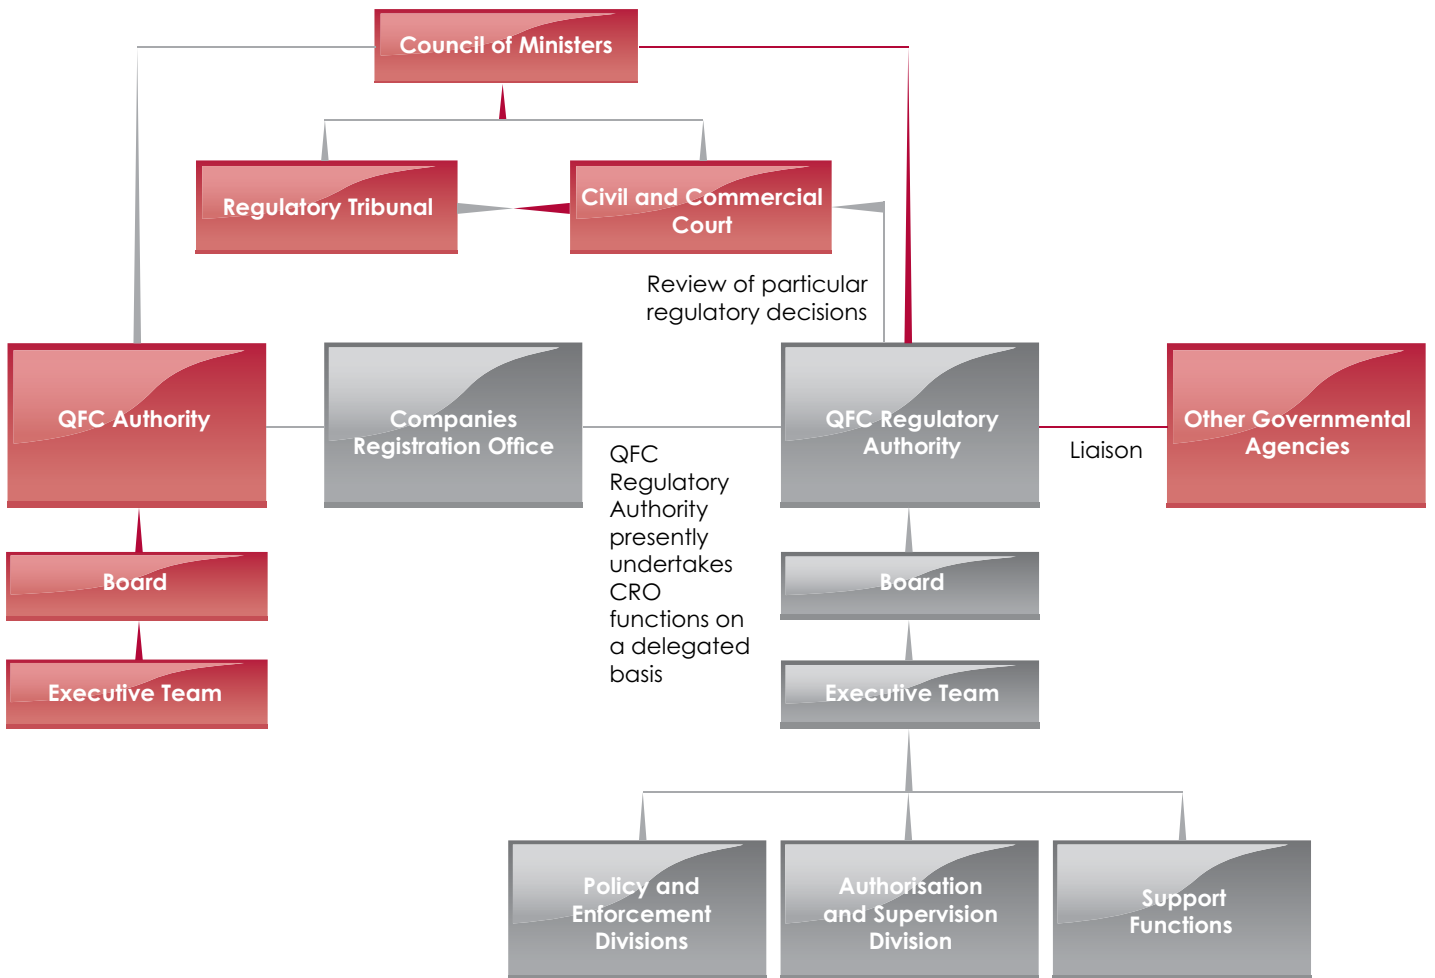 Council of Ministers
Regulatory Tribunal
Civil and Commercial
Court
Review of particular
regulatory decisions
QFC Authority
Companies
Registration Office
QFC
Regulatory
Authority
presently
undertakes
CRO
functions on
a delegated
basis
QFC Regulatory
Authority
Liaison
Other Governmental
Agencies
Board
Board
Executive Team
Executive Team
Policy and
Enforcement
Divisions
Authorisation
and Supervision
Division
Support
Functions